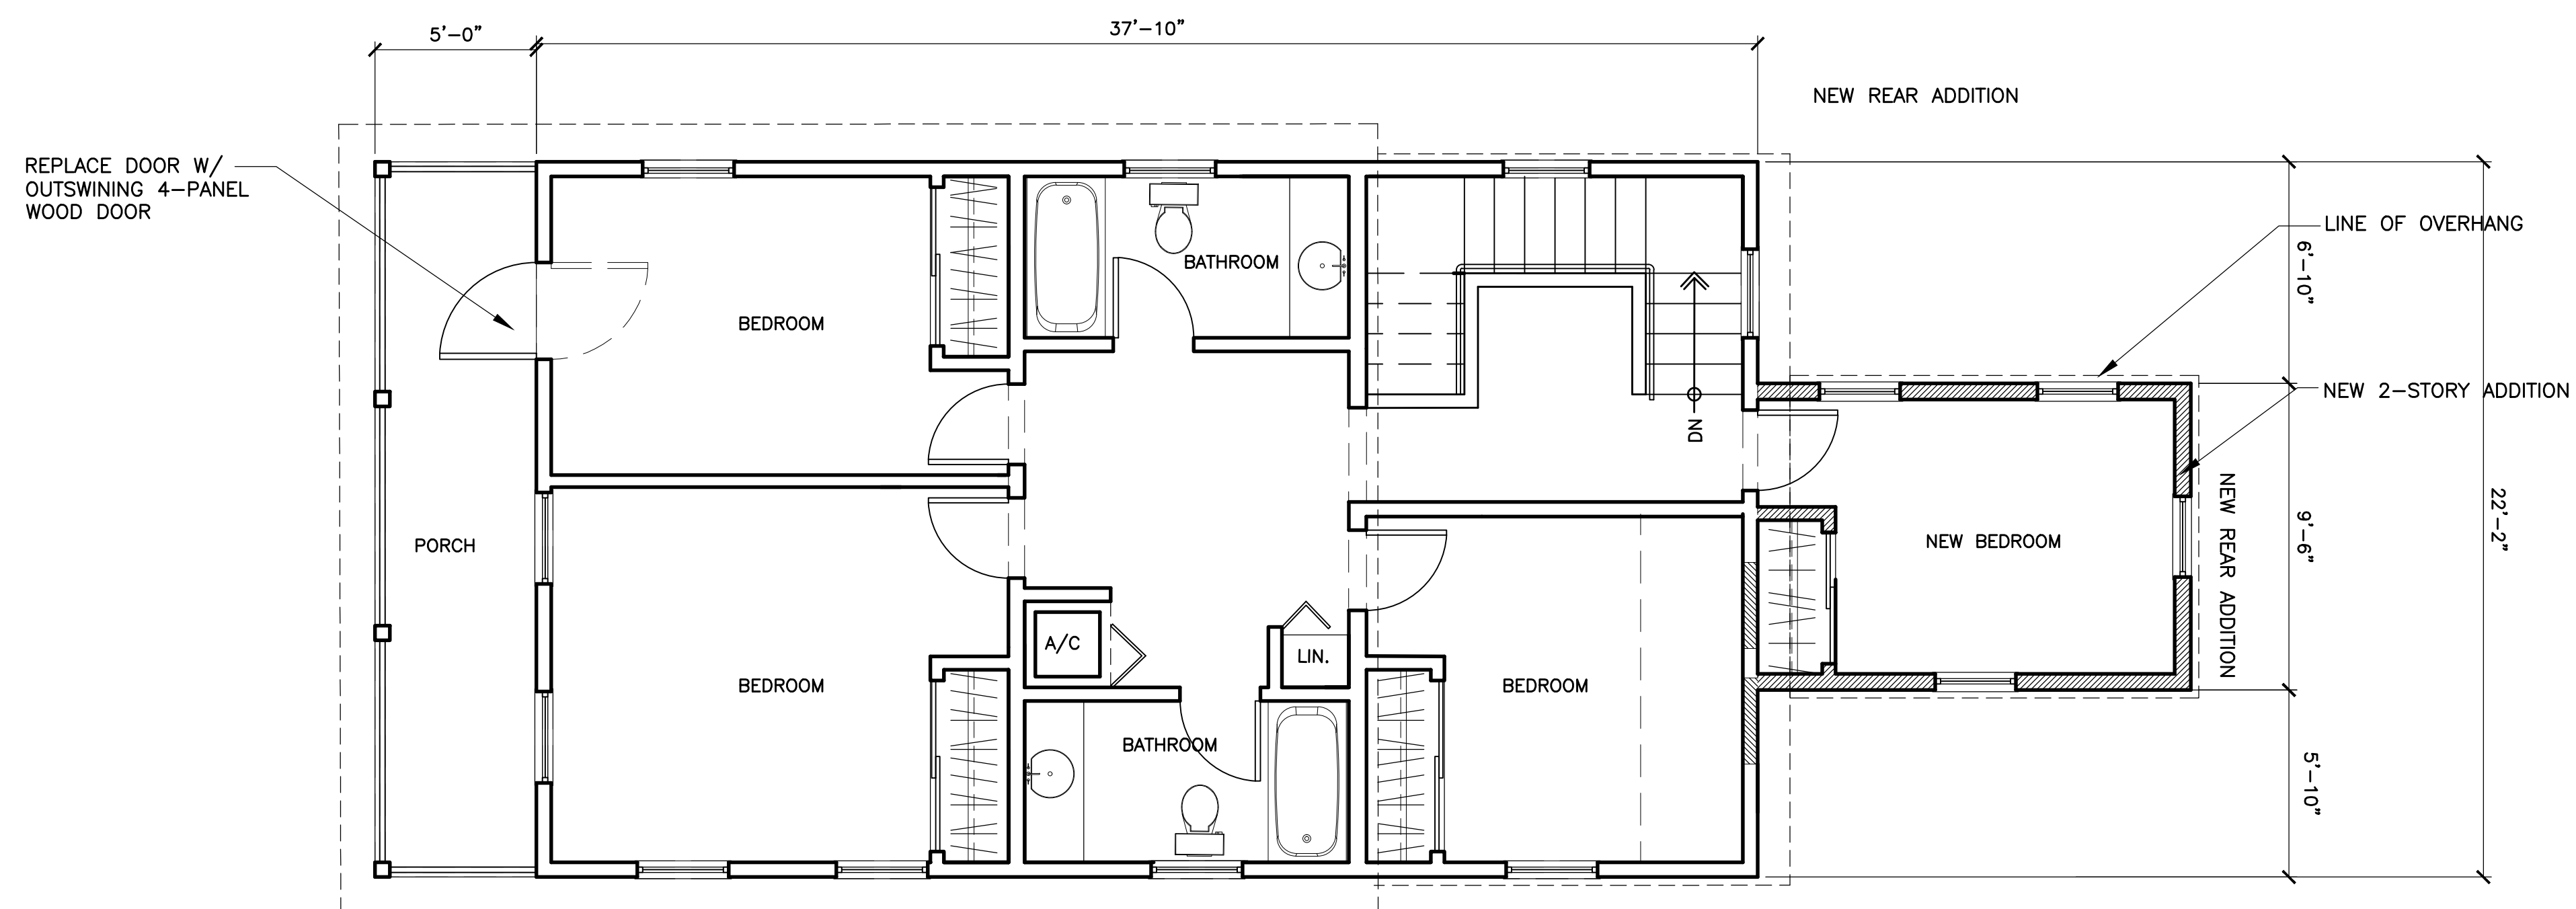 5'-0"
37'-10"
NEW REAR ADDITION
REPLACE DOOR W/
OUTSWINING 4-PANEL
WOOD DOOR
LINE OF OVERHANG
6'-10"
BATHROOM
BEDROOM
NEW 2-STORY ADDITION
DN
NEW REAR ADDITION
9'-6"
22'-2"
PORCH
NEW BEDROOM
A/C
LIN.
BEDROOM
BEDROOM
BATHROOM
5'-10"